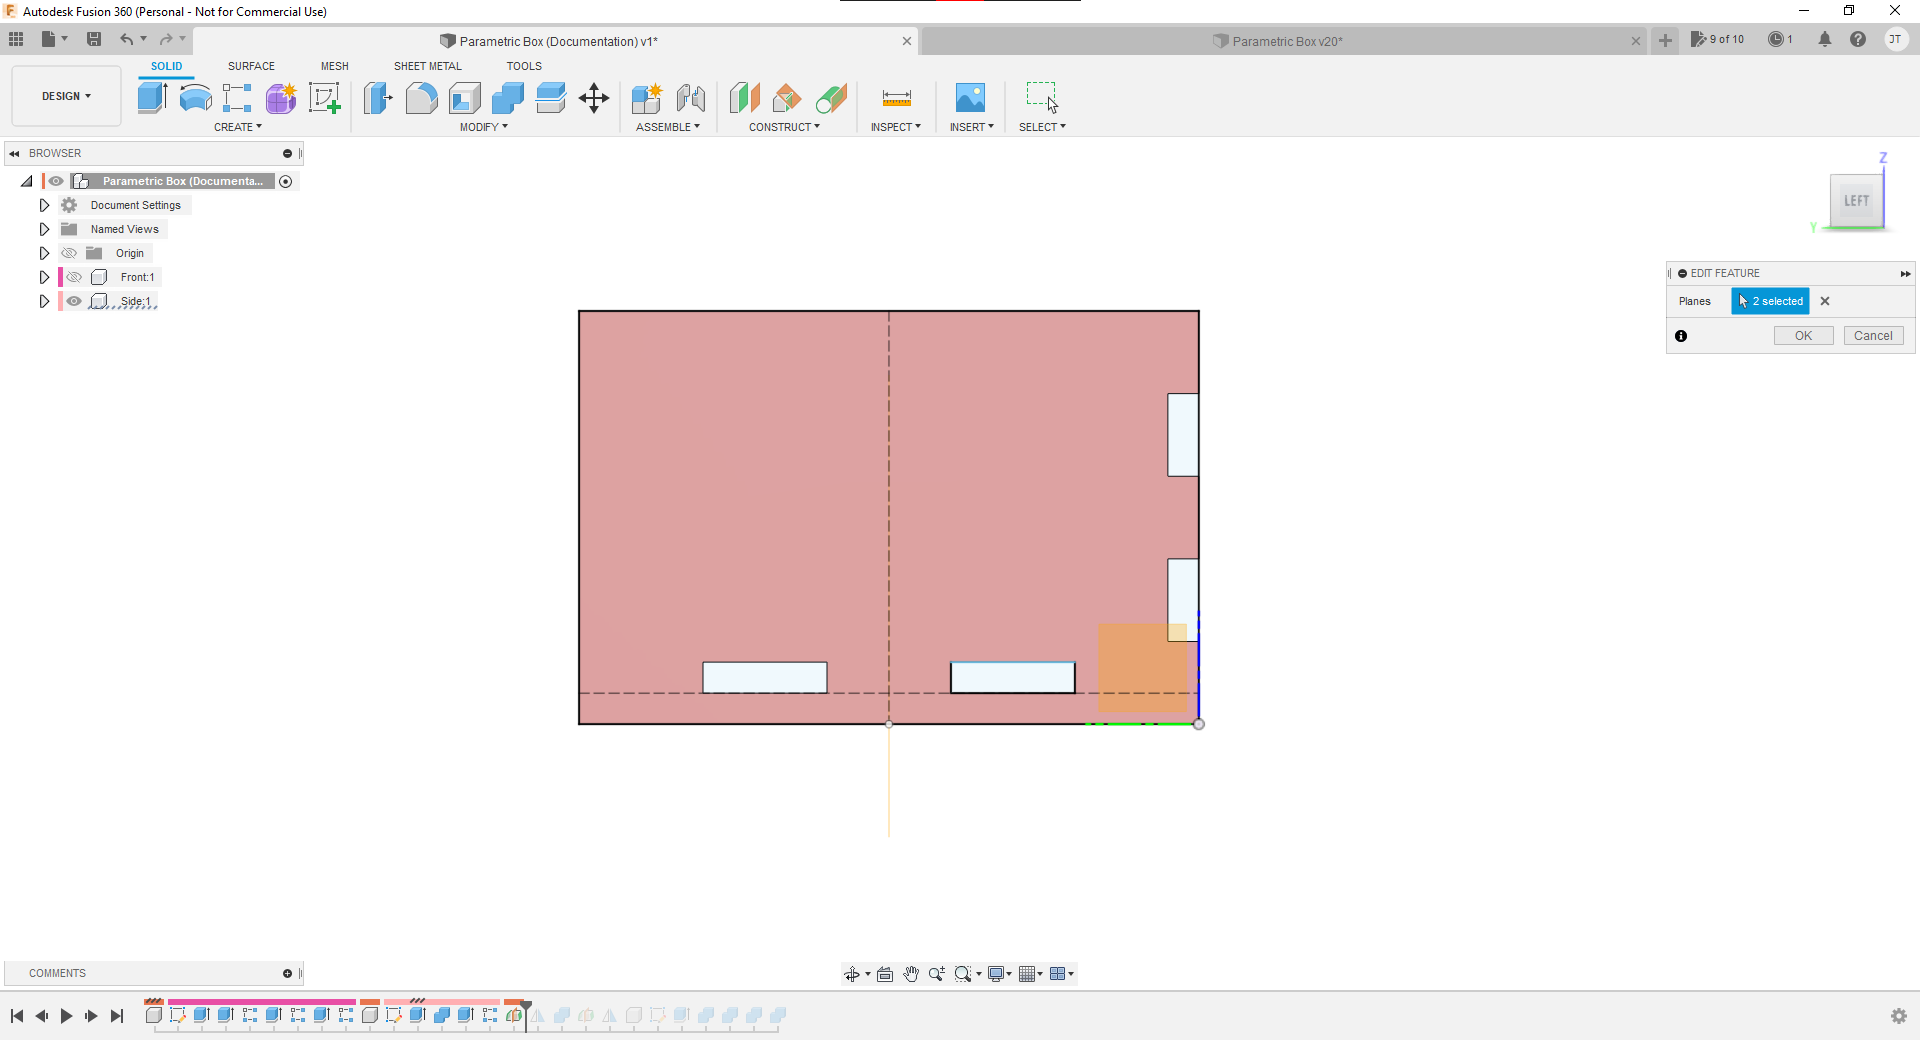 Autodesk Fusion 360 (Personal - Not for Commercial Use)
Parametric Box (Documentation) v1*
Parametric Box v20*
9 of 10
1
JT
DESIGN
SOLID
SURFACE
MESH
SHEET METAL
TOOLS
CREATE
MODIFY
ASSEMBLE
CONSTRUCT
INSPECT
INSERT
SELECT
BROWSER
Parametric Box (Documenta...
Document Settings
Named Views
Origin
Front:1
Side:1
Z
LEFT
Y
EDIT FEATURE
Planes
2 selected
OK
Cancel
COMMENTS